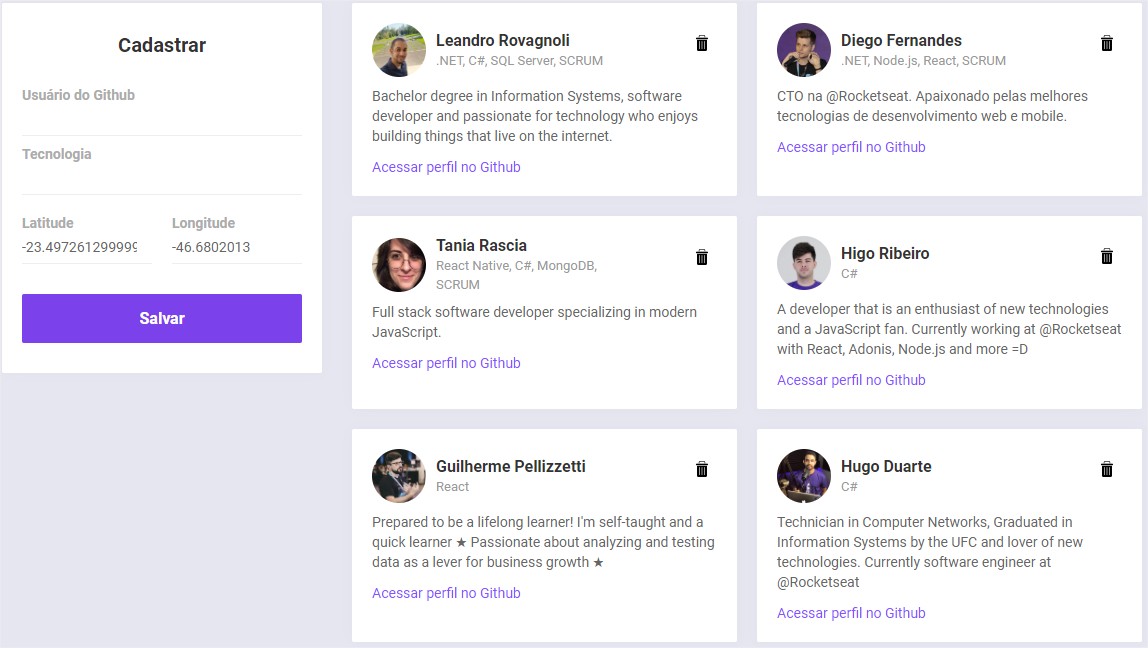 Cadastrar
Usuário do Github
Tecnologia
Latitude
Longitude
-23.497261299999
-46.6802013
Salvar
Leandro Rovagnoli
.NET, C#, SQL Server, SCRUM
Bachelor degree in Information Systems, software
developer and passionate for technology who enjoys
building things that live on the internet.
Acessar perfil no Github
Diego Fernandes
.NET, Node.js, React, SCRUM
CTO na @Rocketseat. Apaixonado pelas melhores
tecnologias de desenvolvimento web e mobile.
Acessar perfil no Github
Tania Rascia
React Native, C#, MongoDB,
SCRUM
Full stack software developer specializing in modern
JavaScript.
Acessar perfil no Github
Higo Ribeiro
C#
A developer that is an enthusiast of new technologies
and a JavaScript fan. Currently working at @Rocketseat
with React, Adonis, Node.js and more =D
Acessar perfil no Github
Guilherme Pellizzetti
React
Prepared to be a lifelong learner! I'm self-taught and a
quick learner ★ Passionate about analyzing and testing
data as a lever for business growth ★
Acessar perfil no Github
Hugo Duarte
C#
Technician in Computer Networks, Graduated in
Information Systems by the UFC and lover of new
technologies. Currently software engineer at
@Rocketseat
Acessar perfil no Github